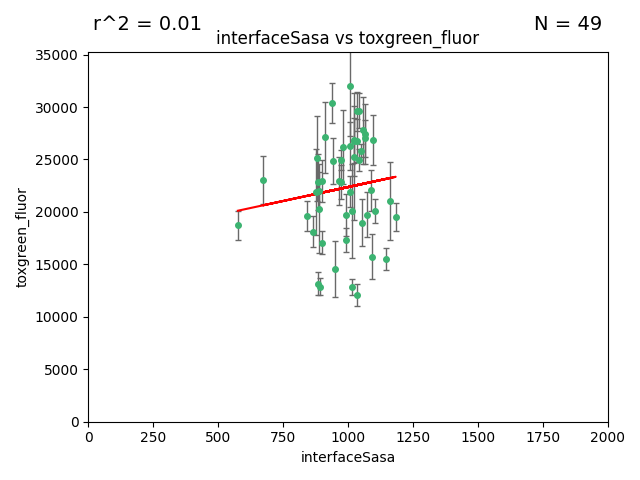 r^2 = 0.01
N = 49
interfaceSasa vs toxgreen_fluor
35000
30000
25000
20000
15000
10000
5000
0
toxgreen_fluor
0 250 500 750 1000 1250 1500 1750 2000
interfaceSasa